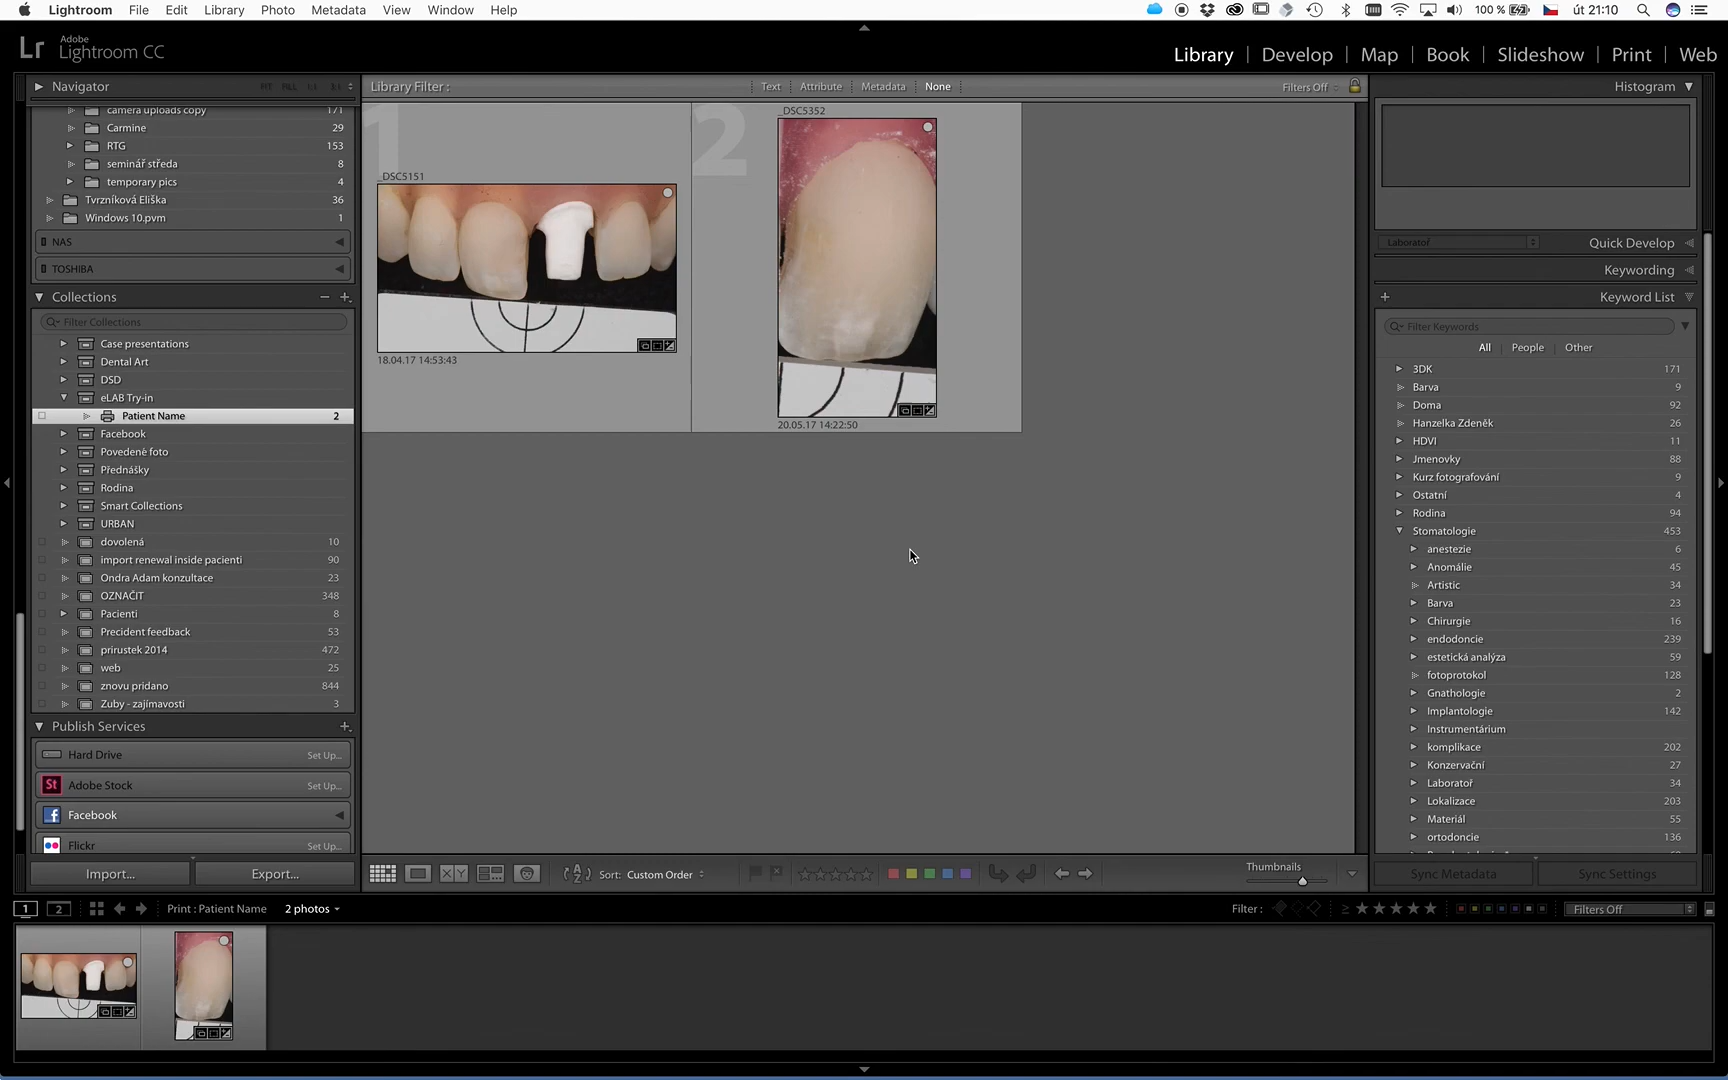 Lightroom File Edit Library Photo Metadata View Window Help 100 % út 21:10
Lr Adobe
Lightroom CC
Library | Develop | Map | Book | Slideshow | Print | Web
Navigator
camera uploads copy 171
Carmine 29
RTG 153
seminář středa 8
temporary pics 4
Tvrzníková Eliška 36
Windows 10.pvm 1
NAS
TOSHIBA
Collections
Filter Collections
Case presentations
Dental Art
DSD
eLAB Try-in
Patient Name 2
Facebook
Povedené foto
Přednášky
Rodina
Smart Collections
URBAN
dovolená 10
import renewal inside pacienti 90
Ondra Adam konzultace 23
OZNAČIT 348
Pacienti 8
Precident feedback 53
prirustek 2014 472
web 25
znovu pridano 844
Zuby - zajímavosti 3
Publish Services
Hard Drive Set Up...
St Adobe Stock Set Up...
Facebook
Flickr Set Up...
Import... Export...
Library Filter : Text | Attribute | Metadata | None Filters Off
1
_DSC5151
18.04.17 14:53:43
2
_DSC5352
20.05.17 14:22:50
Sort: Custom Order
Thumbnails
Histogram
Laboratoř Quick Develop
Keywording
Keyword List
Filter Keywords
All | People | Other
3DK 171
Barva 9
Doma 92
Hanzelka Zdeněk 26
HDVI 11
Jmenovky 88
Kurz fotografování 9
Ostatní 4
Rodina 94
Stomatologie 453
anestezie 6
Anomálie 45
Artistic 34
Barva 23
Chirurgie 16
endodoncie 239
estetická analýza 59
fotoprotokol 128
Gnathologie 2
Implantologie 142
Instrumentárium
komplikace 202
Konzervační 27
Laboratoř 34
Lokalizace 203
Materiál 55
ortodoncie 136
Sync Metadata Sync Settings
1 2 Print : Patient Name 2 photos Filter : Filters Off